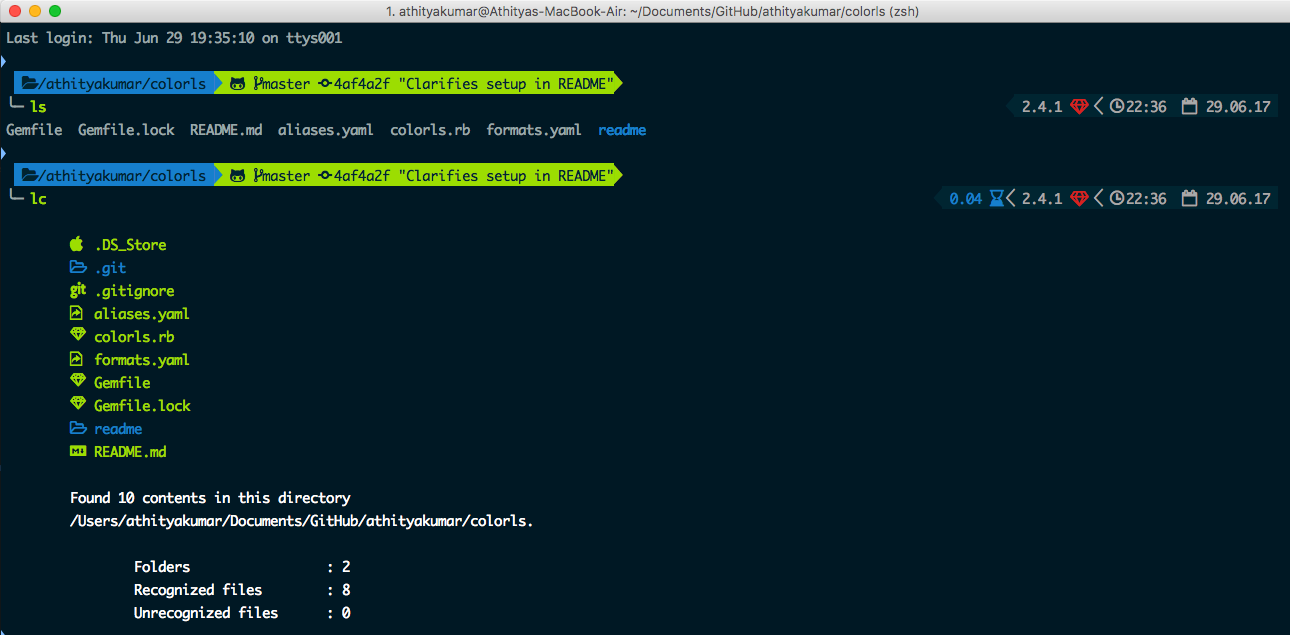 1. athityakumar@Athityas-MacBook-Air: ~/Documents/GitHub/athityakumar/colorls (zsh)
Last login: Thu Jun 29 19:35:10 on ttys001
/athityakumar/colorls master 4af4a2f "Clarifies setup in README"
ls 2.4.1 22:36 29.06.17
Gemfile Gemfile.lock README.md aliases.yaml colorls.rb formats.yaml readme
/athityakumar/colorls master 4af4a2f "Clarifies setup in README"
lc 0.04 2.4.1 22:36 29.06.17
.DS_Store
.git
git .gitignore
aliases.yaml
colorls.rb
formats.yaml
Gemfile
Gemfile.lock
readme
README.md
Found 10 contents in this directory
/Users/athityakumar/Documents/GitHub/athityakumar/colorls.
Folders : 2
Recognized files : 8
Unrecognized files : 0